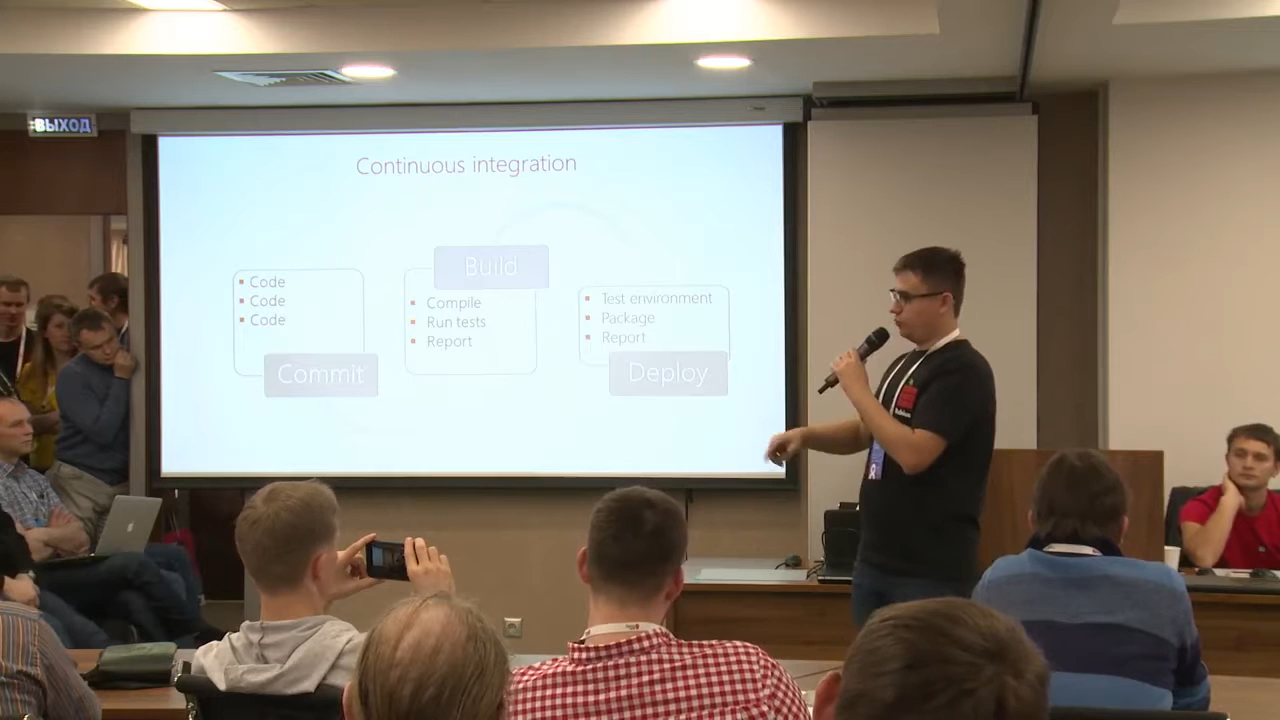 ВЫХОД
Continuous integration
Code
Code
Code
Commit
Build
Compile
Run tests
Report
Test environment
Package
Report
Deploy